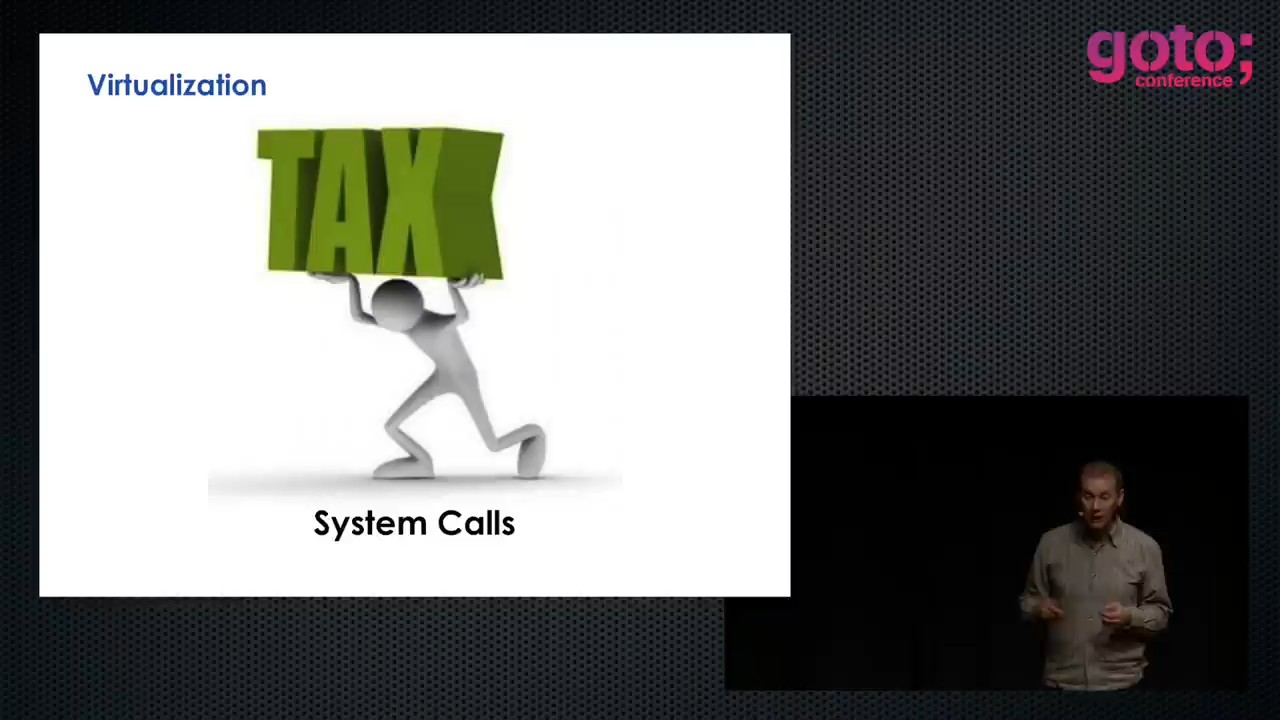 Virtualization
TAX
System Calls
goto;
conference